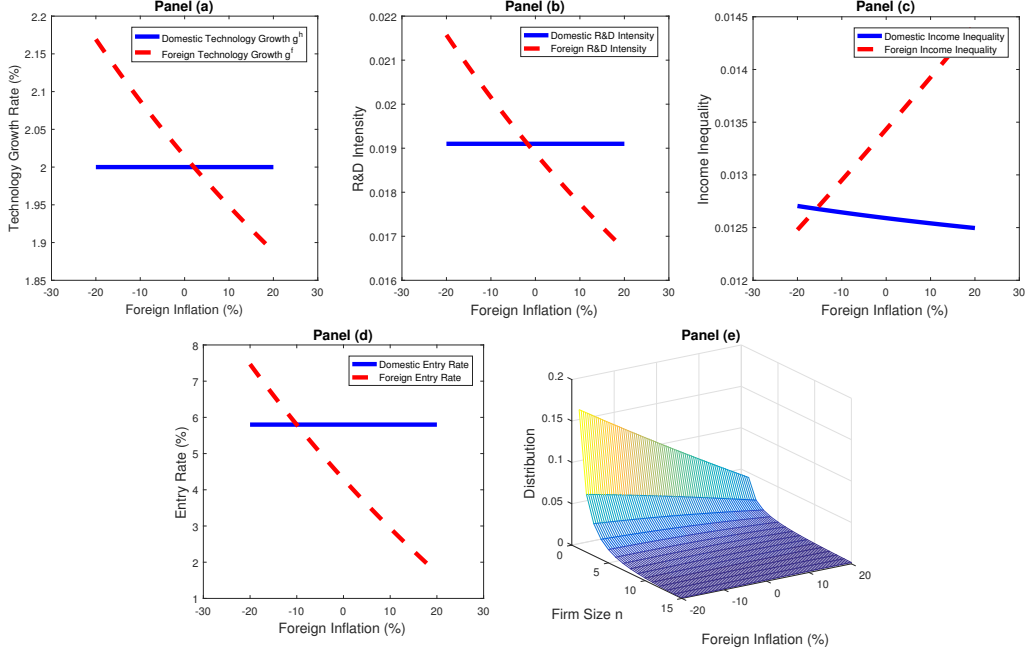 Panel (a)
Technology Growth Rate (%)
2.2
2.15
2.1
2.05
2
1.95
1.9
1.85
-30
-20
-10
0
10
20
30
Foreign Inflation (%)
Domestic Technology Growth g^h
Foreign Technology Growth g^f
Panel (b)
R&D Intensity
0.022
0.021
0.022
0.019
0.018
0.017
0.016
-30
-20
-10
0
10
20
30
Foreign Inflation (%)
Domestic R&D Intensity
Foreign R&D Intensity
Panel (c)
Income Inequality
0.0145
0.014
0.0135
0.013
0.0125
0.012
-30
-20
-10
0
10
20
30
Foreign Inflation (%)
Domestic Income Inequality
Foreign Income Inequality
Panel (d)
Entry Rate (%)
8
7
6
5
4
3
2
1
-30
-20
-10
0
10
20
30
Foreign Inflation (%)
Domestic Entry Rate
Foreign Entry Rate
Panel (e)
Distribution
0.2
0.15
0.1
0.05
0
0
5
10
15
Firm Size n
-20
-10
0
10
20
Foreign Inflation (%)